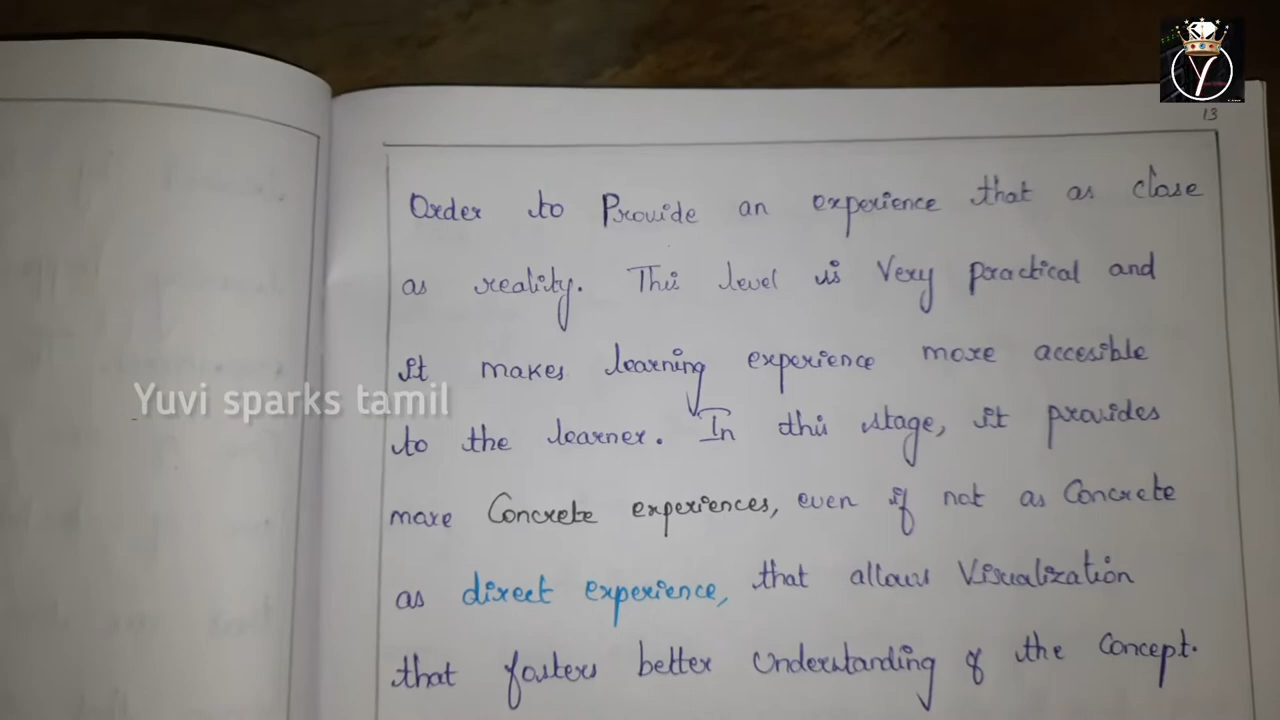 Y
13
Order to Provide an experience that as close
as reality. This level is Very practical and
it makes learning experience more accesible
Yuvi sparks tamil
to the learner. In this stage, it provides
more Concrete experiences, even if not as Concrete
as direct experience, that allows Visualization
that fosters better Understanding of the Concept.